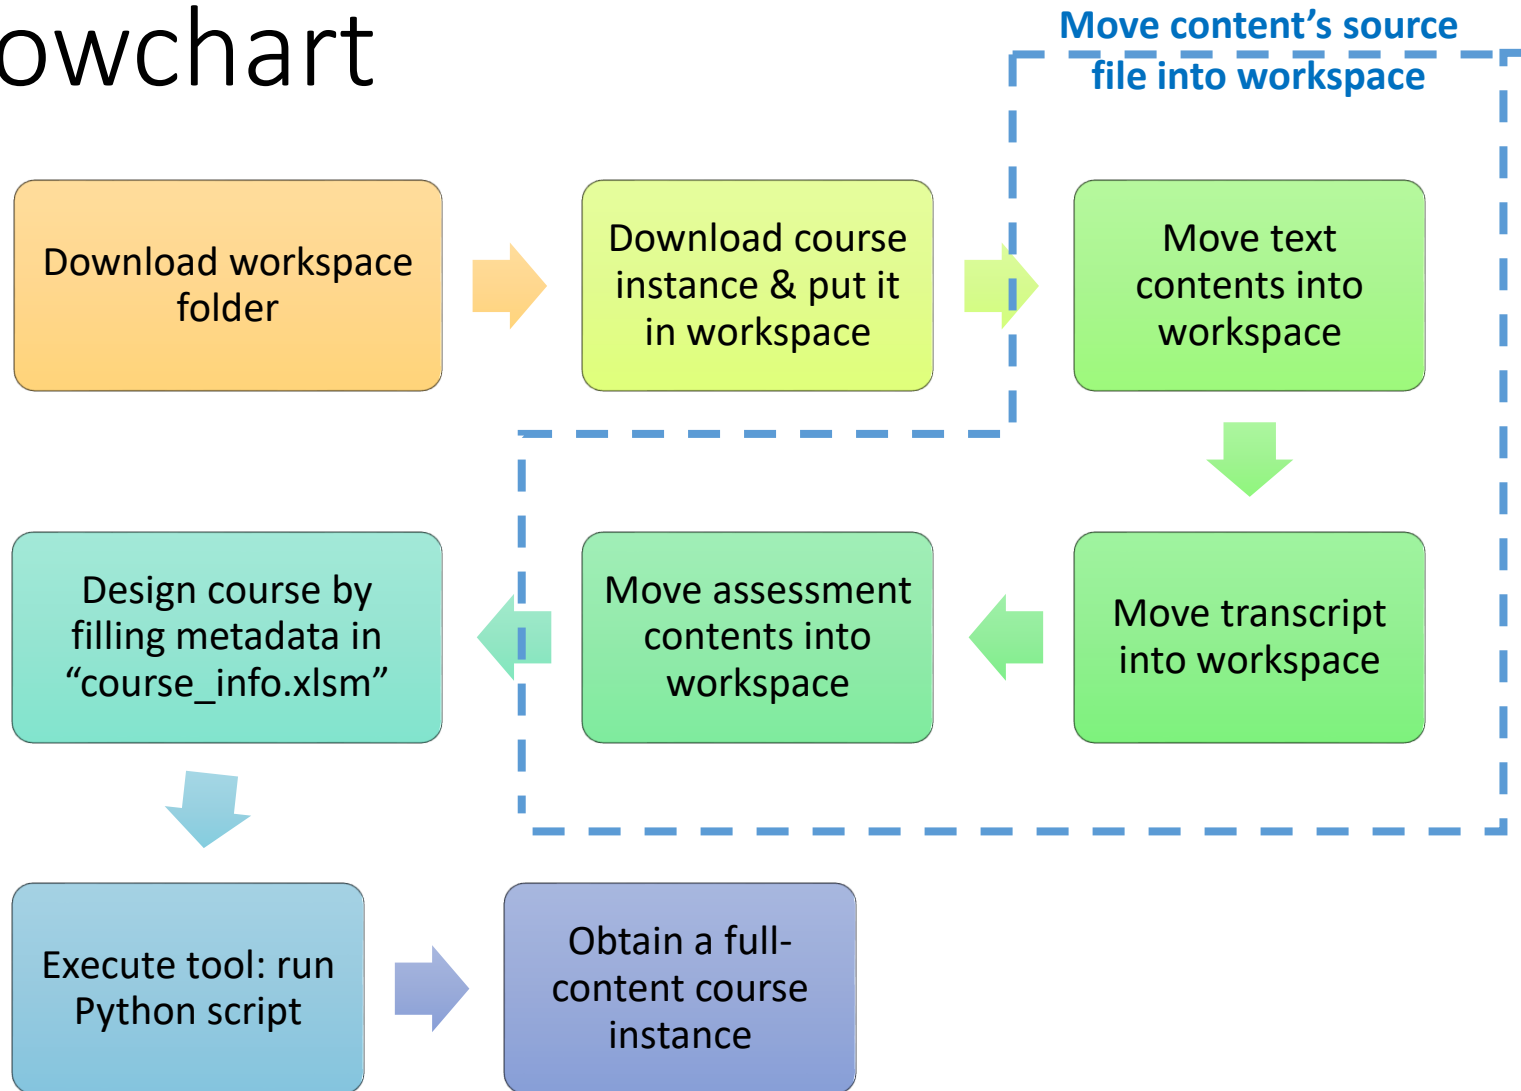 owchart
Move content’s source
file into workspace
Download workspace
folder
Download course
instance & put it
in workspace
Move text
contents into
workspace
Move transcript
into workspace
Move assessment
contents into
workspace
Design course by
filling metadata in
“course_info.xlsm”
Execute tool: run
Python script
Obtain a full-
content course
instance